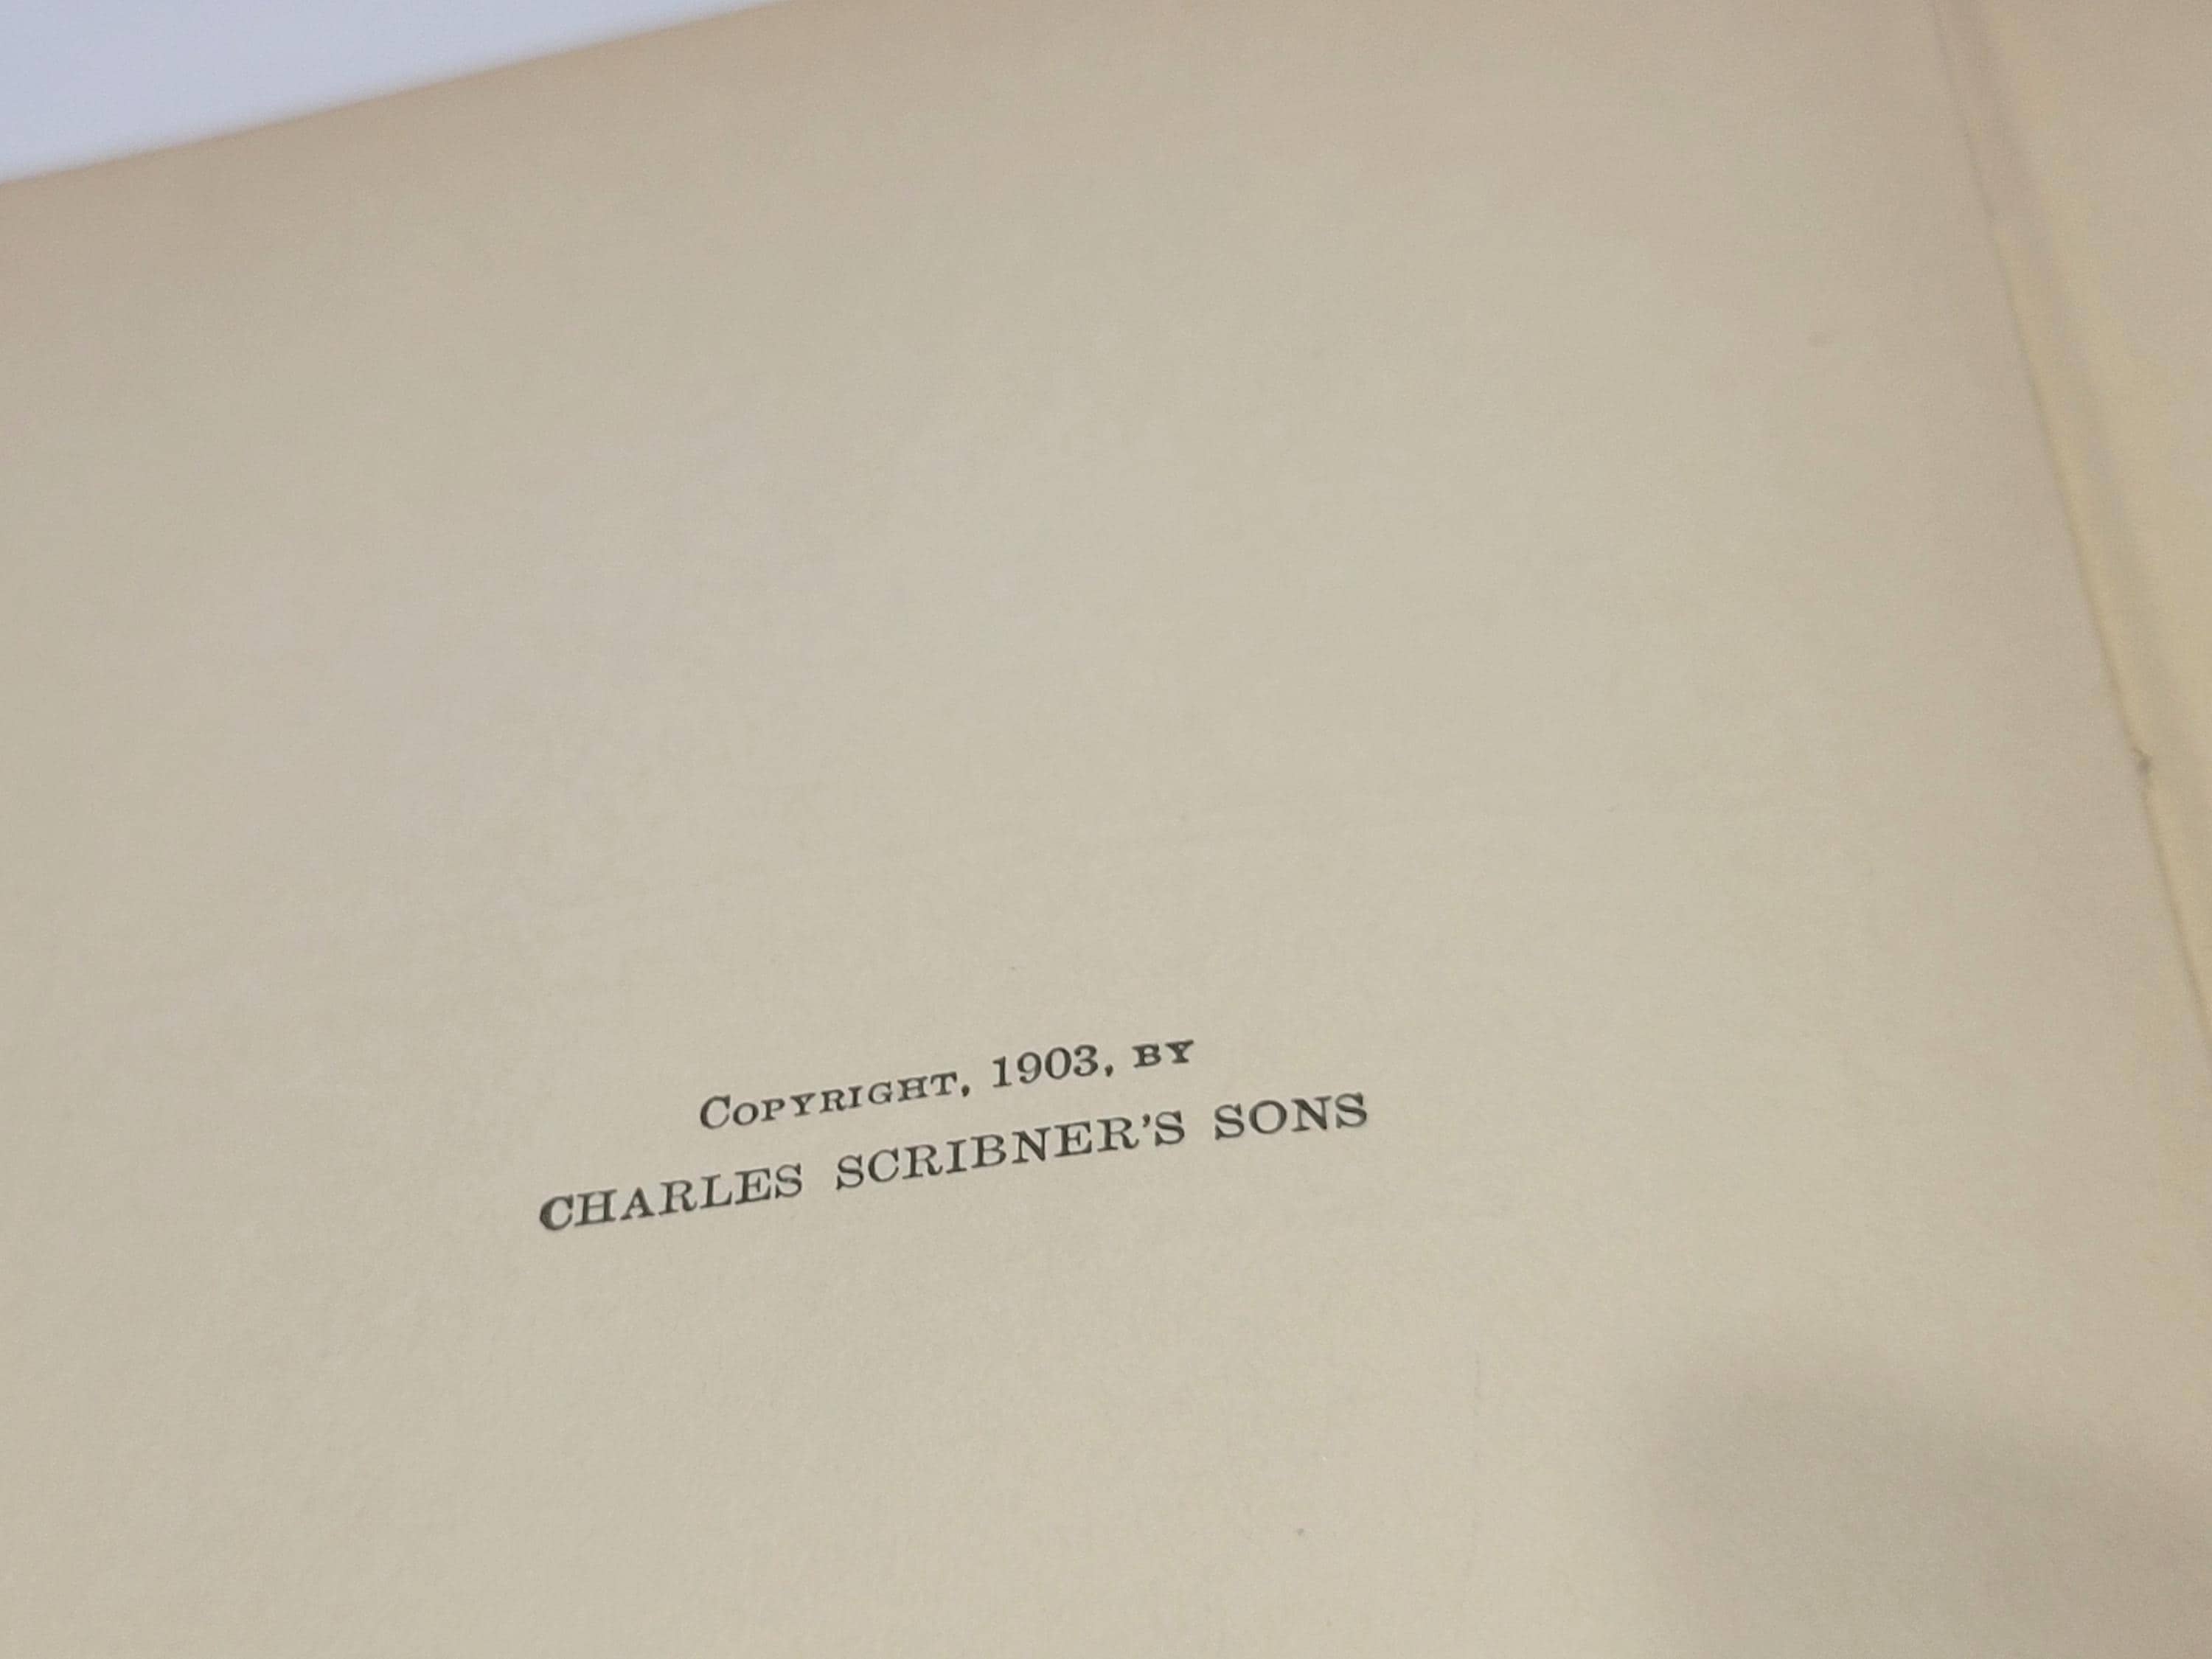 COPYRIGHT, 1903, BY
CHARLES SCRIBNER'S SONS